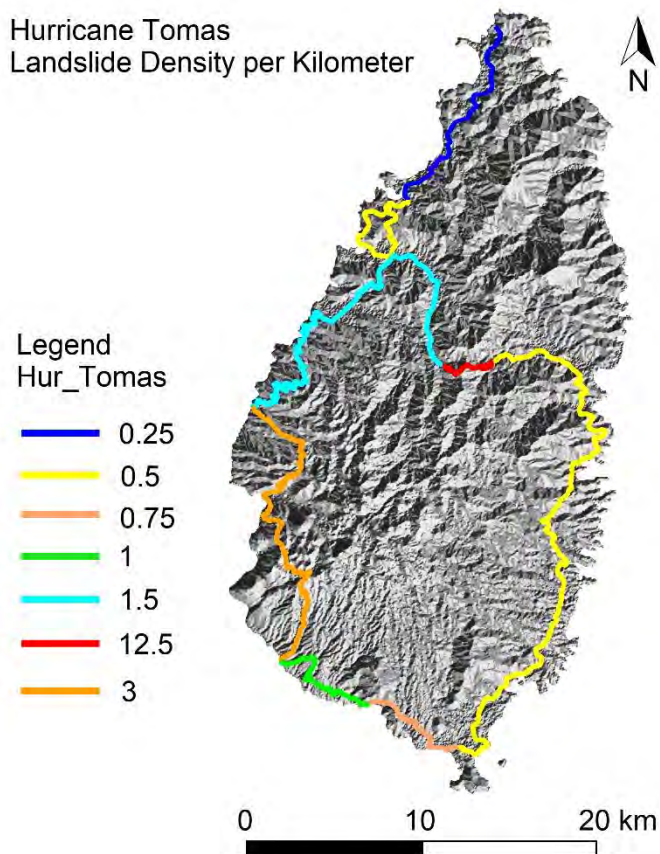 Hurricane Tomas
Landslide Density per Kilometer
N
Legend
Hur_Tomas
0.25
0.5
0.75
1
1.5
12.5
3
0 10 20 km